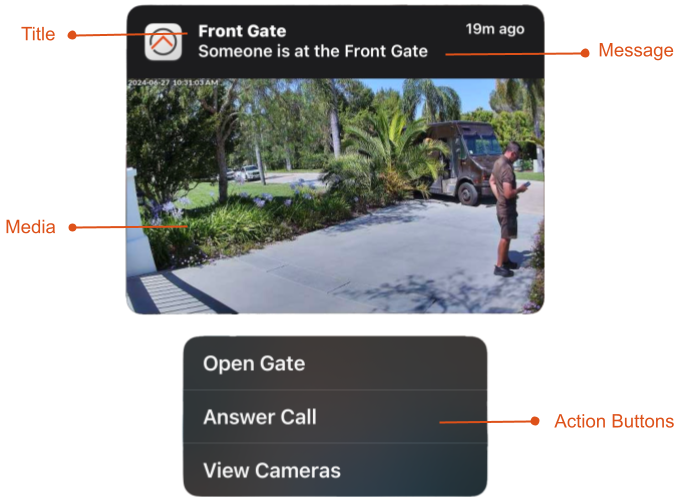 Title
Front Gate
19m ago
Someone is at the Front Gate
Message
2024-06-27 10:31:03 AM
Media
Open Gate
Answer Call
Action Buttons
View Cameras